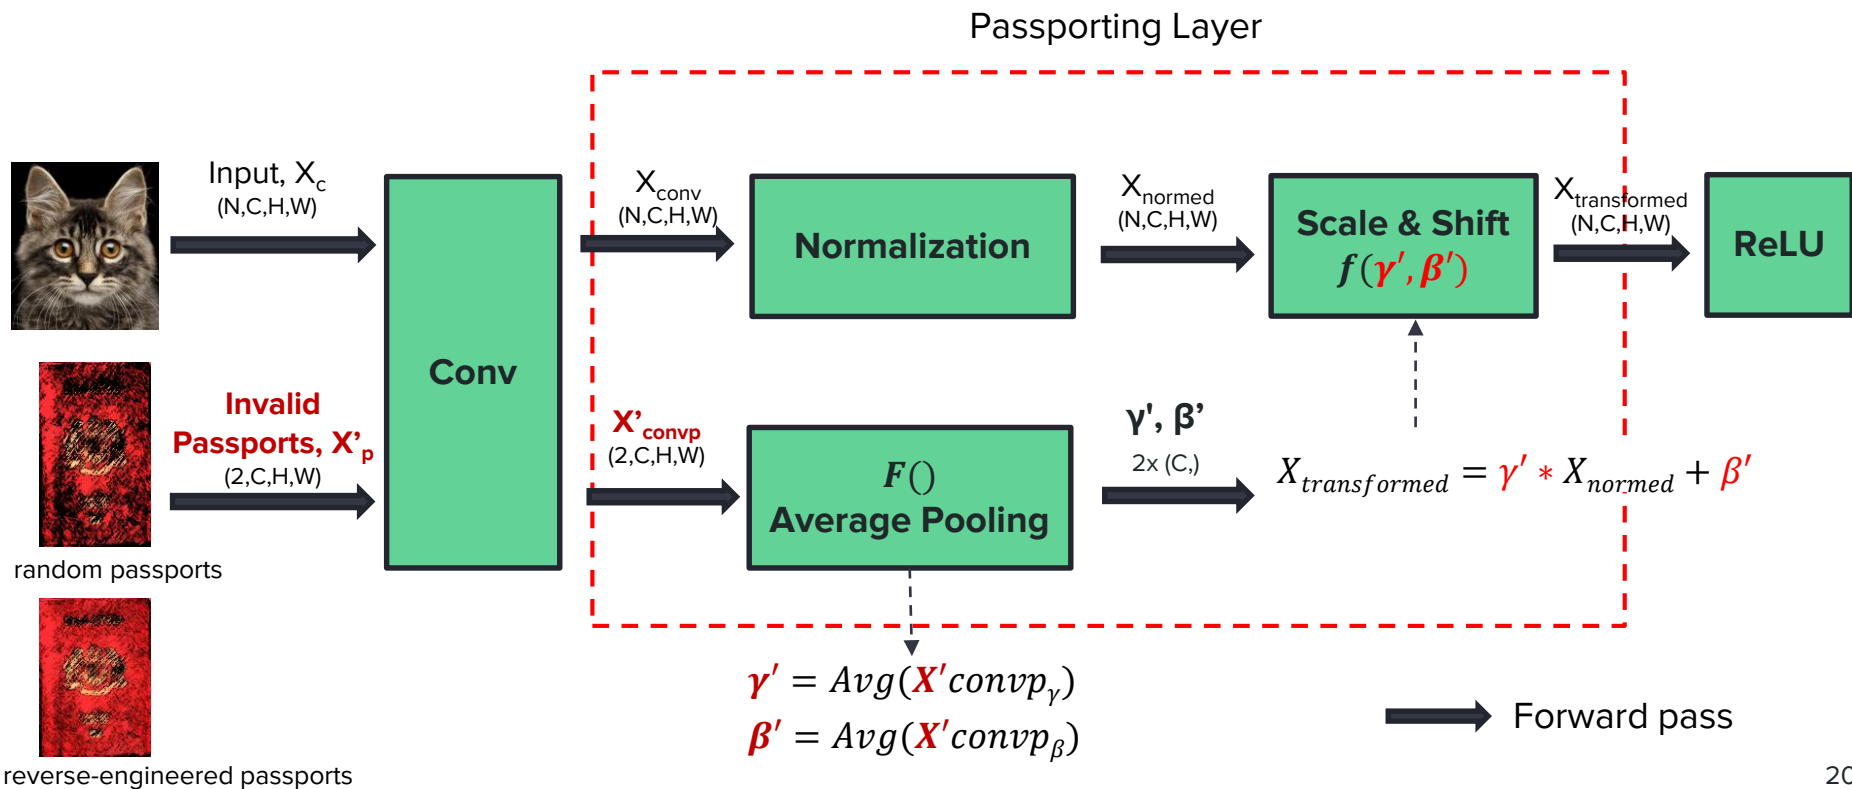 Passporting Layer
Input, Xc
(N,C,H,W)
Xconv
(N,C,H,W)
Normalization
Xnormed
(N,C,H,W)
Scale & Shift
f(γ′, β′)
Xtransformed
(N,C,H,W)
ReLU
Conv
Invalid
Passports, X’p
(2,C,H,W)
X’convp
(2,C,H,W)
F()
Average Pooling
γ', β’
2x (C,)
Xtransformed = γ′ * Xnormed + β′
random passports
reverse-engineered passports
γ′ = Avg(X′convpγ)
β′ = Avg(X′convpβ)
Forward pass
20